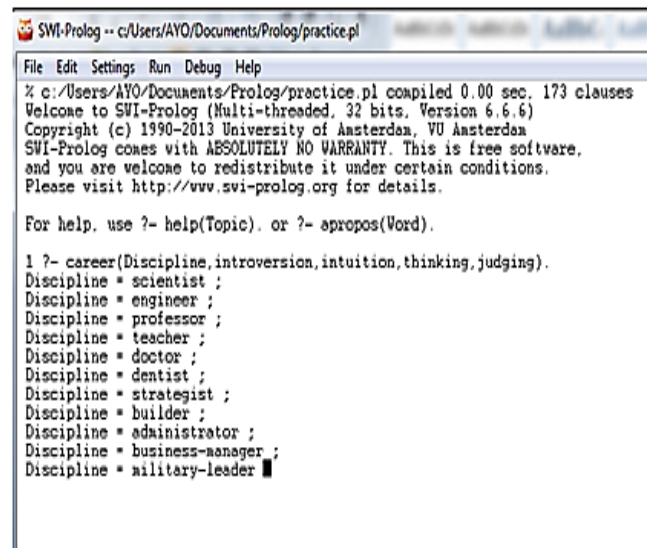 SWI-Prolog -- c:/Users/AYO/Documents/Prolog/practice.pl
File Edit Settings Run Debug Help
% c:/Users/AYO/Documents/Prolog/practice.pl compiled 0.00 sec, 173 clauses
Welcome to SWI-Prolog (Multi-threaded, 32 bits, Version 6.6.6)
Copyright (c) 1990-2013 University of Amsterdam, VU Amsterdam
SWI-Prolog comes with ABSOLUTELY NO WARRANTY. This is free software,
and you are welcome to redistribute it under certain conditions.
Please visit http://www.swi-prolog.org for details.
For help, use ?- help(Topic). or ?- apropos(Word).
1 ?- career(Discipline,introversion,intuition,thinking,judging).
Discipline = scientist ;
Discipline = engineer ;
Discipline = professor ;
Discipline = teacher ;
Discipline = doctor ;
Discipline = dentist ;
Discipline = strategist ;
Discipline = builder ;
Discipline = administrator ;
Discipline = business-manager ;
Discipline = military-leader